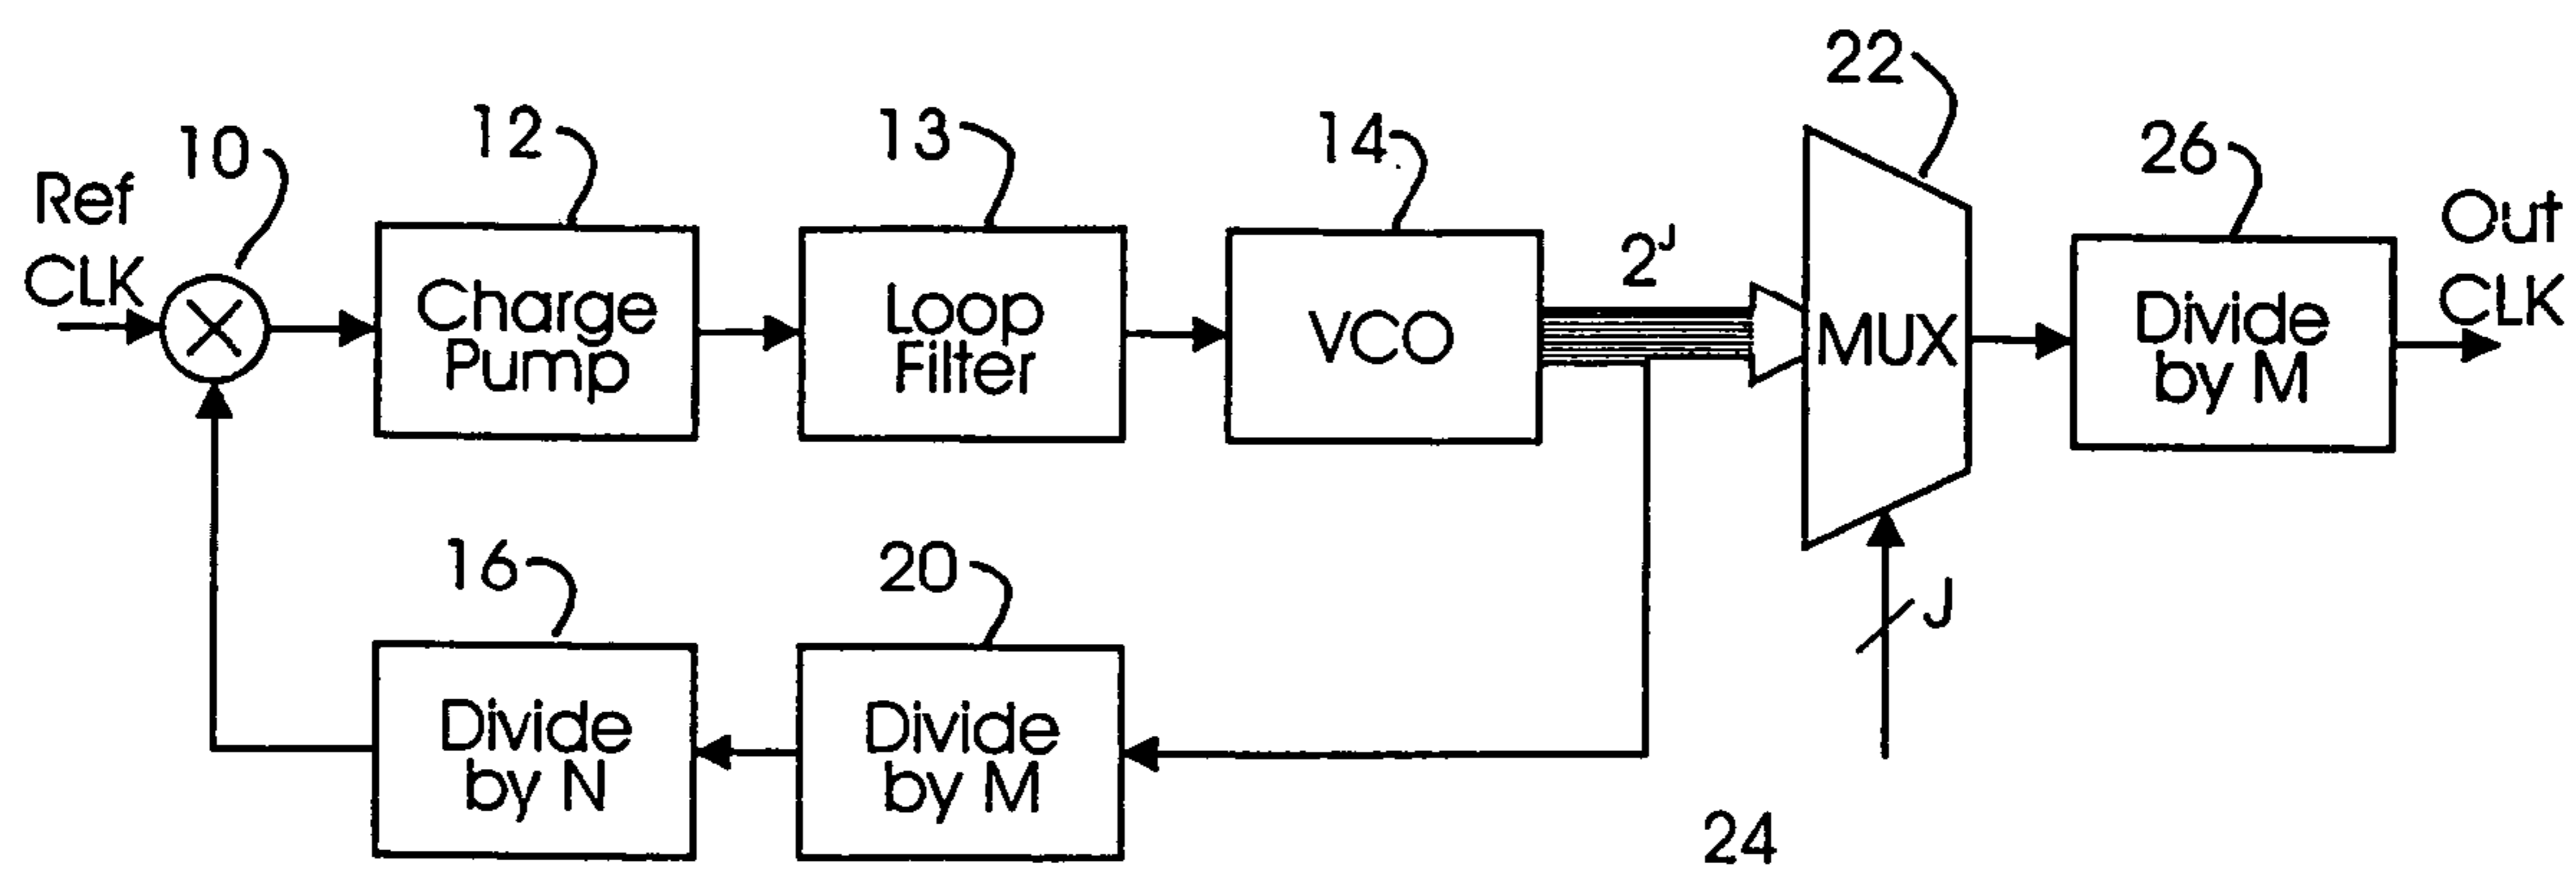 22
12
13
14
10
26
Ref
CLK
Out
CLK
2^J
Charge
Pump
Loop
Filter
VCO
MUX
Divide
by M
16
20
J
Divide
by N
Divide
by M
24